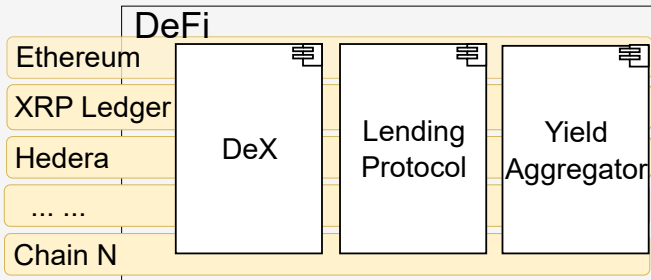 DeFi
Ethereum
XRP Ledger
Hedera
... ...
Chain N
DeX
Lending
Protocol
Yield
Aggregator